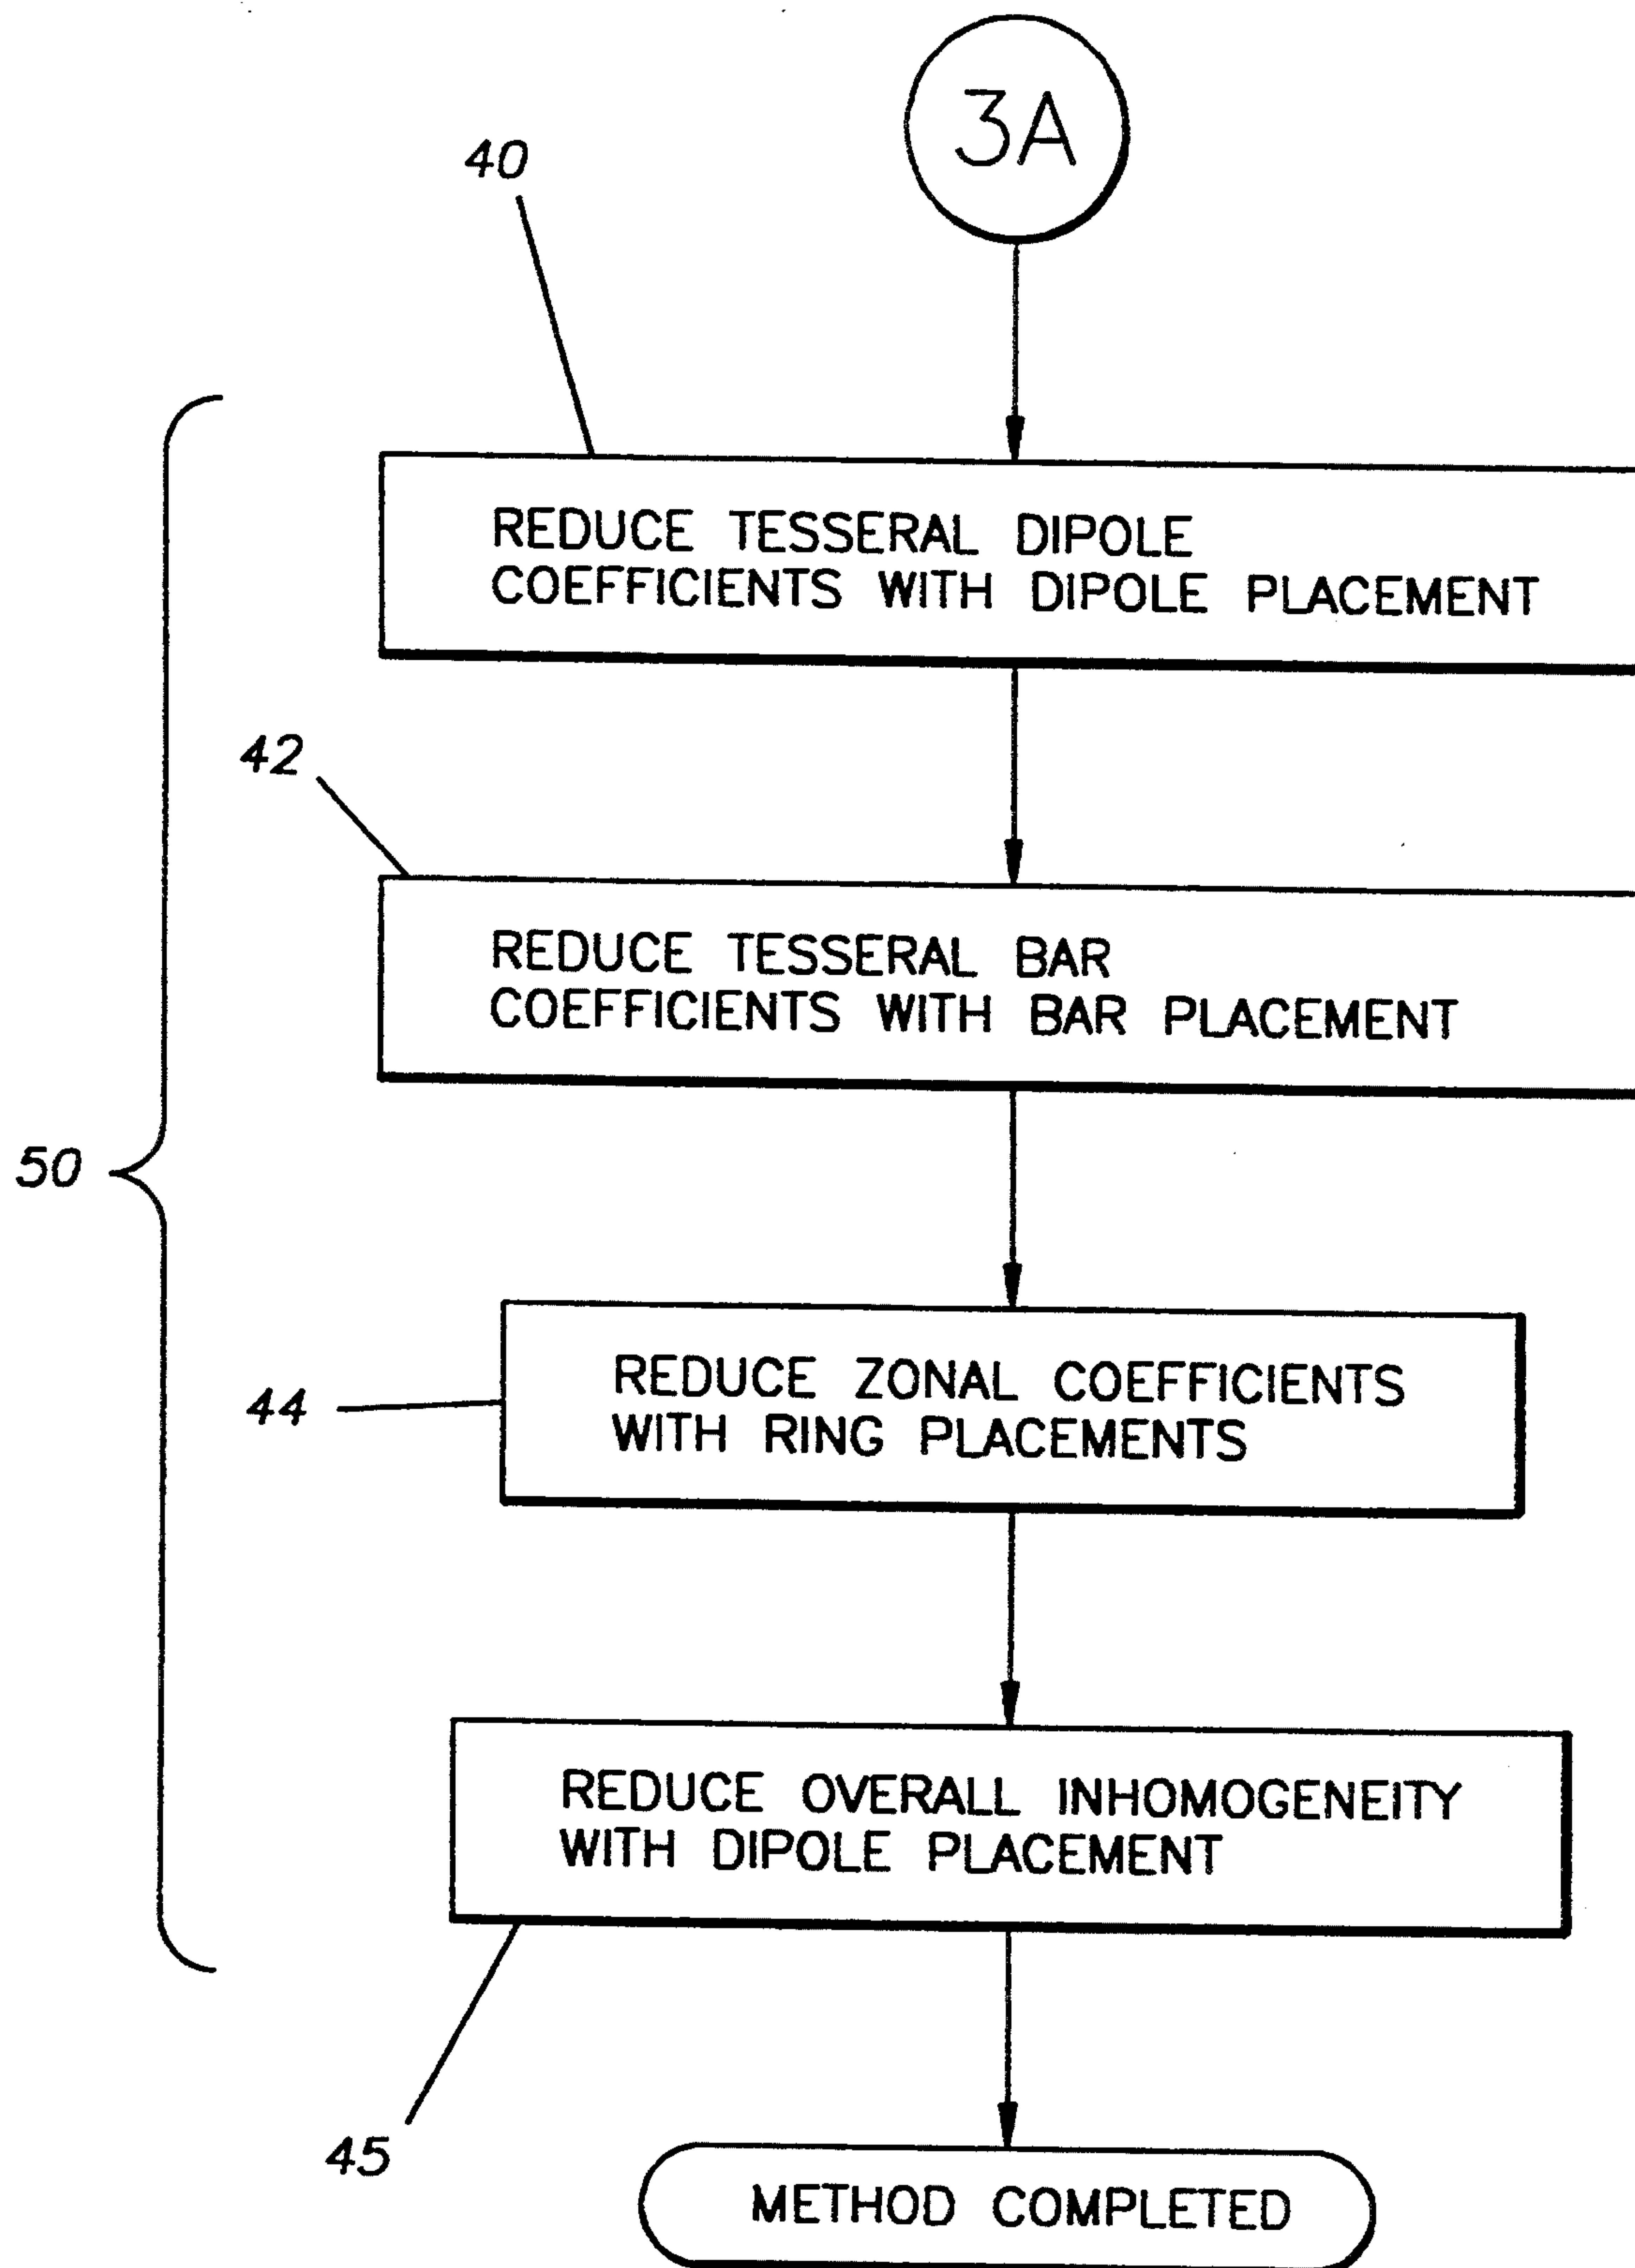 3A
40
REDUCE TESSERAL DIPOLE
COEFFICIENTS WITH DIPOLE PLACEMENT
42
REDUCE TESSERAL BAR
COEFFICIENTS WITH BAR PLACEMENT
50
44
REDUCE ZONAL COEFFICIENTS
WITH RING PLACEMENTS
REDUCE OVERALL INHOMOGENEITY
WITH DIPOLE PLACEMENT
45
METHOD COMPLETED